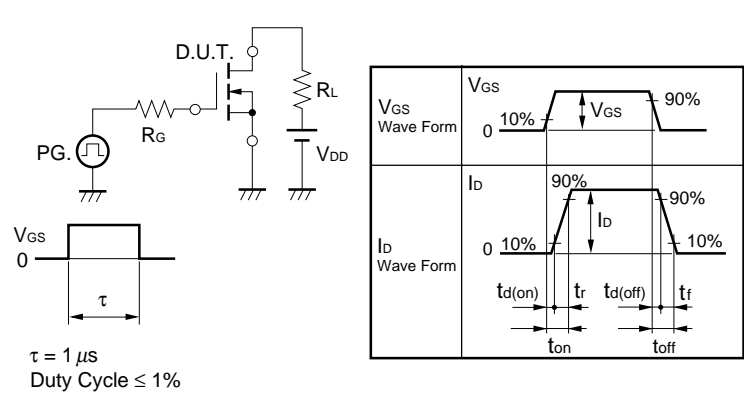 D.U.T.
RG
RL
PG.
VDD
VGS
0
τ
τ = 1 μs
Duty Cycle ≤ 1%
VGS
Wave Form
VGS
10%
0
VGS
90%
ID
Wave Form
ID
90%
90%
ID
0
10%
10%
td(on)
tr
td(off)
tf
ton
toff